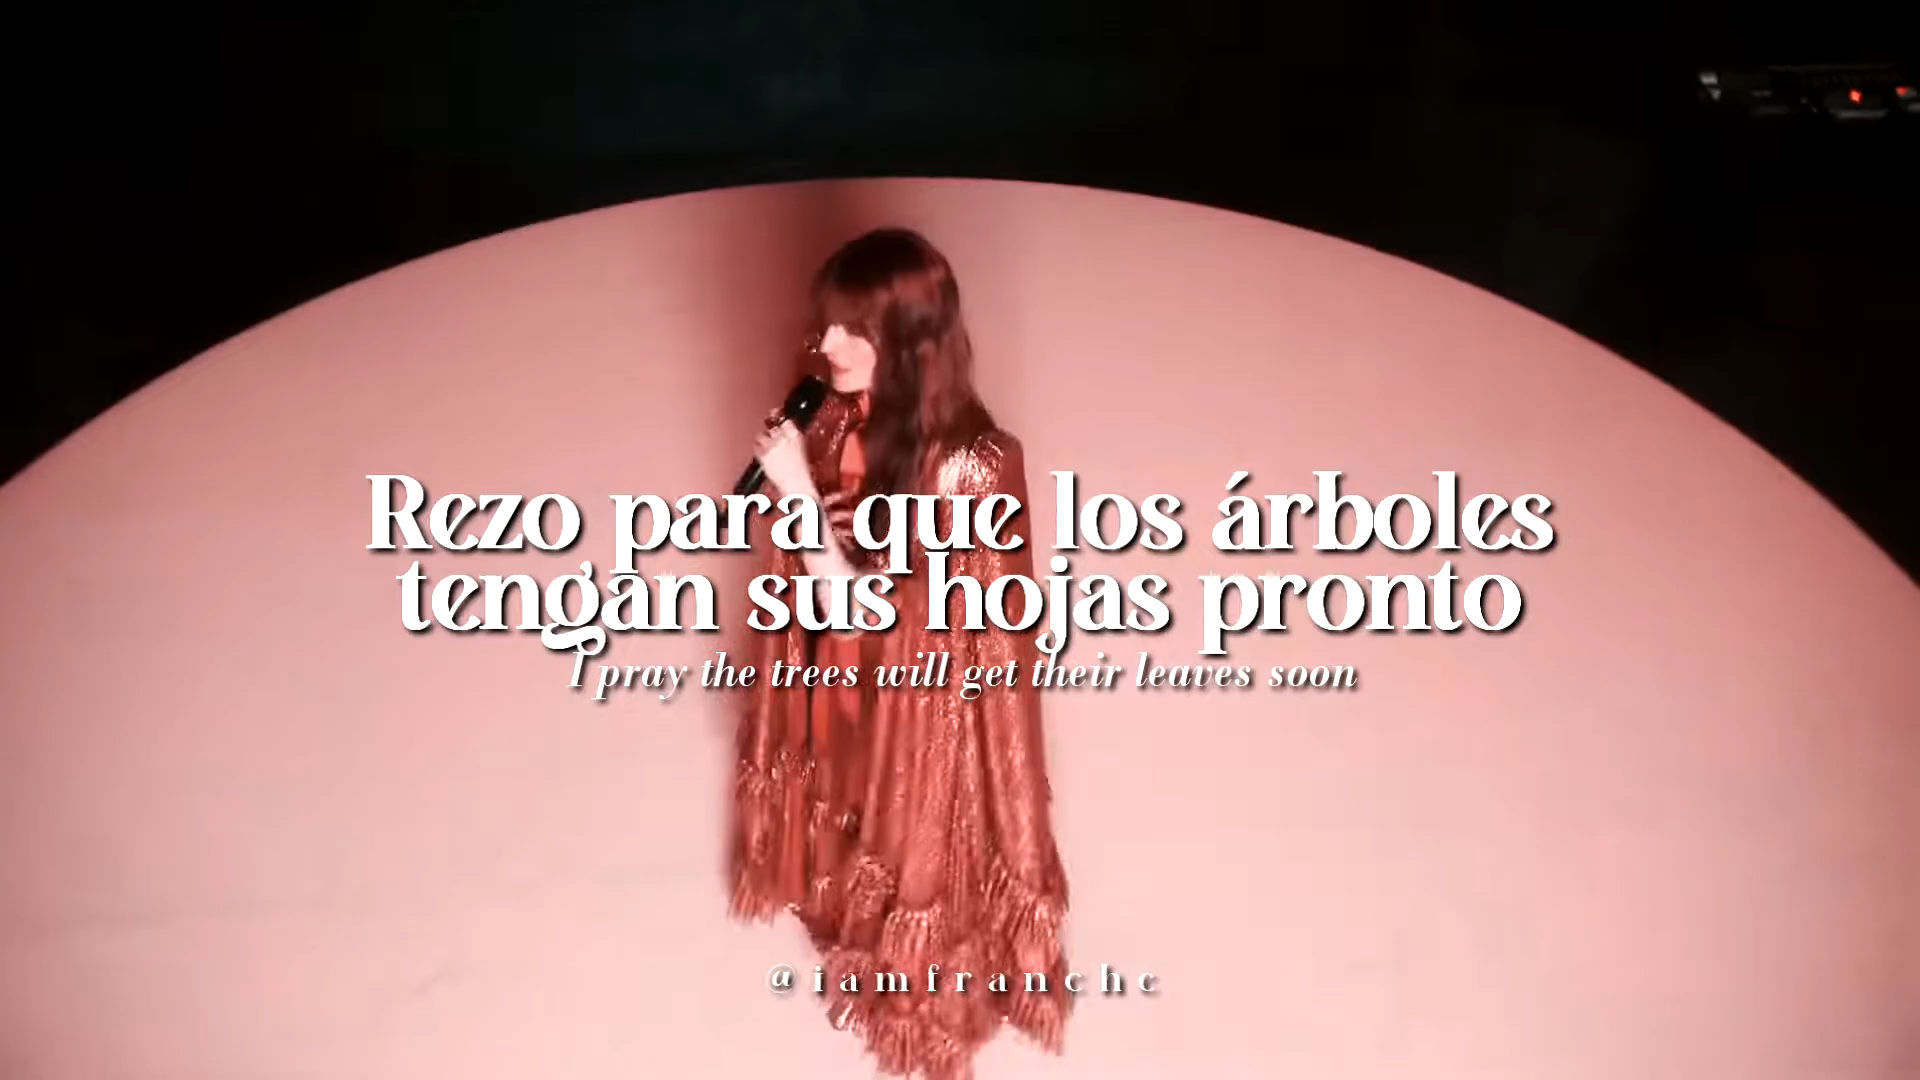 Rezo para que los árboles
tengan sus hojas pronto
I pray the trees will get their leaves soon
@iamfranchc